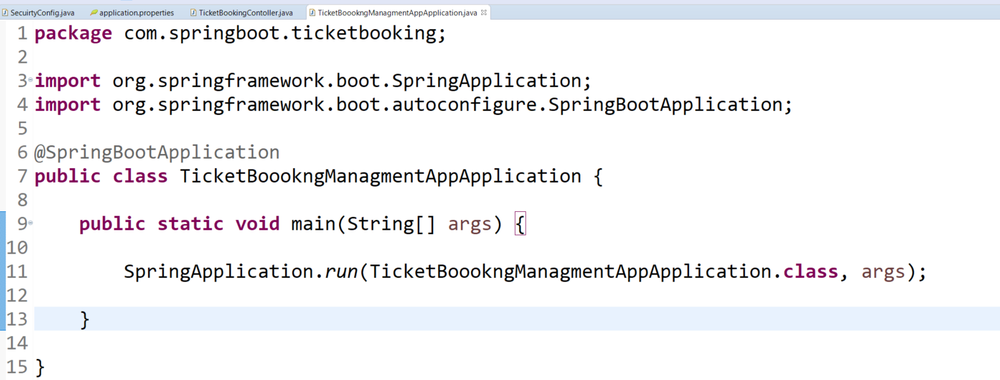 SecuirtyConfig.java application.properties TicketBookingContoller.java TicketBoookngManagmentAppApplication.java
1 package com.springboot.ticketbooking;
2
3 import org.springframework.boot.SpringApplication;
4 import org.springframework.boot.autoconfigure.SpringBootApplication;
5
6 @SpringBootApplication
7 public class TicketBoookngManagmentAppApplication {
8
9 public static void main(String[] args) {
10
11 SpringApplication.run(TicketBoookngManagmentAppApplication.class, args);
12
13 }
14
15 }